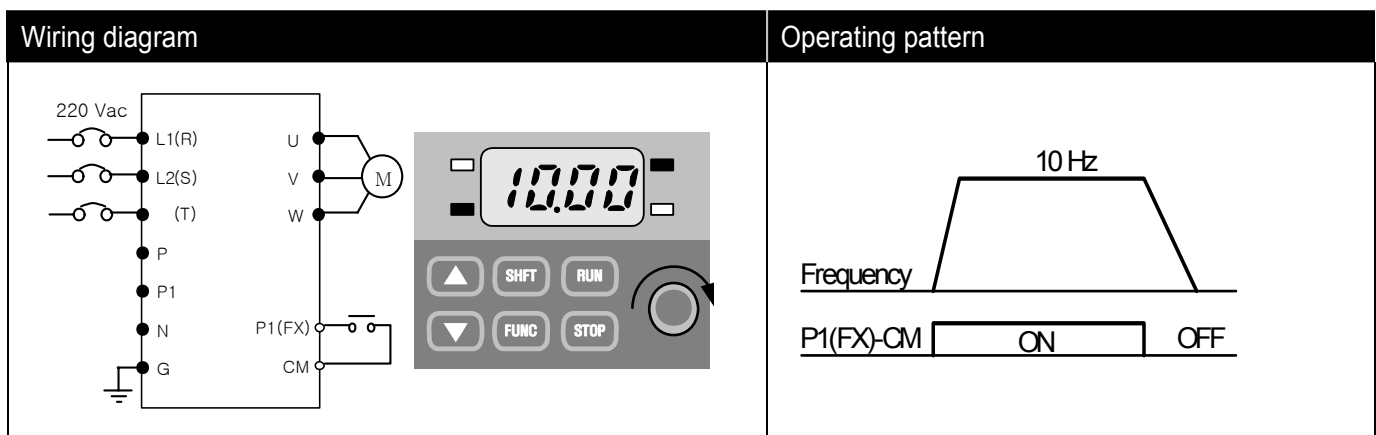 Wiring diagram
Operating pattern
220 Vac
L1(R)
U
L2(S)
V
M
(T)
W
P
P1
N
P1(FX)
G
CM
10.00
SHFT
RUN
FUNC
STOP
10 Hz
Frequency
P1(FX)-CM
ON
OFF